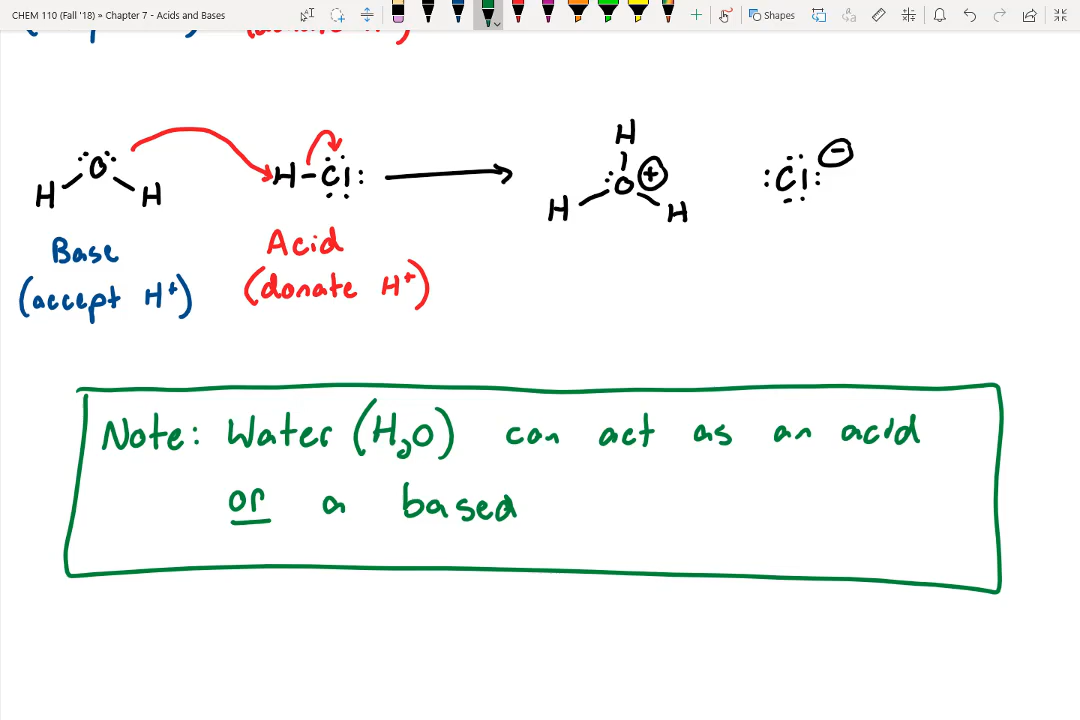 CHEM 110 (Fall '18) » Chapter 7 - Acids and Bases
Shapes
H
O H-Cl: O + :Cl: -
H H H H
Base Acid
(accept H+) (donate H+)
Note: Water (H2O) can act as an acid
or a based